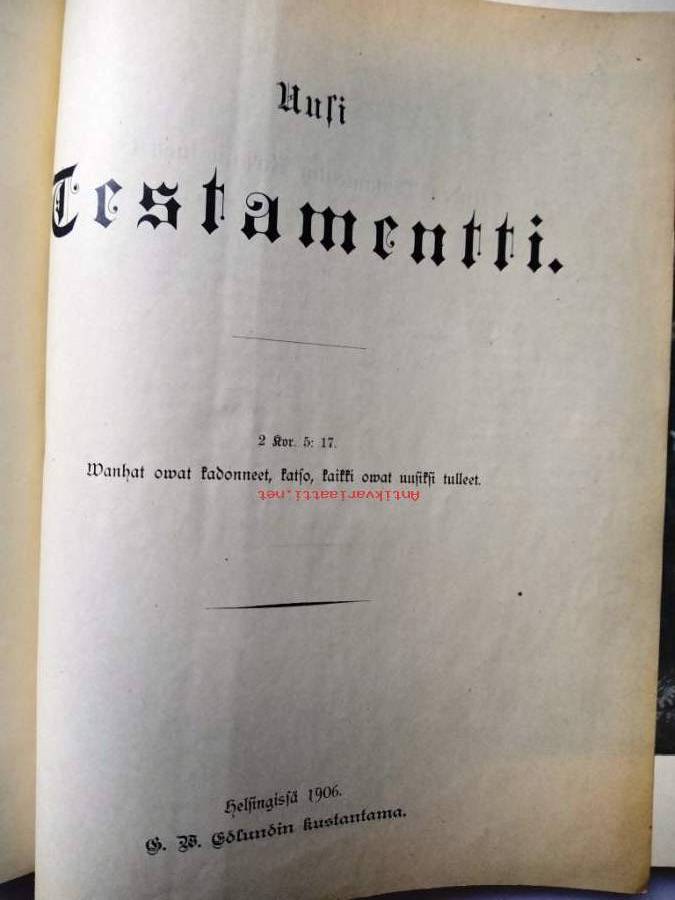 Uusi
Testamentti.
2 Kor. 5: 17.
Wanhat owat kadonneet, katso, kaikki owat uusiksi tulleet.
Antikvariaatti.net
Helsingissä 1906.
G. W. Edlundin kustantama.